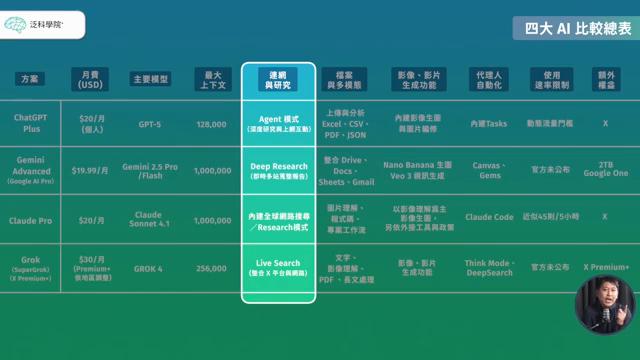 泛科學院
四大 AI 比較總表
方案
月費
(USD)
主要模型
最大
上下文
連網
與研究
檔案
與多模態
影像、影片
生成功能
代理人
自動化
使用
速率限制
額外
權益
ChatGPT
Plus
$20/月
(個人)
GPT-5
128,000
Agent 模式
(深度研究與上網互動)
上傳與分析
Excel、CSV、
PDF、JSON
內建影像生圖
與圖片編修
內建Tasks
動態流量門檻
X
Gemini
Advanced
(Google AI Pro)
$19.99/月
Gemini 2.5 Pro
/Flash
1,000,000
Deep Research
(即時多站完整報告)
整合 Drive、
Docs、
Sheets、Gmail
Nano Banana 生圖
Veo 3 視訊生成
Canvas、
Gems
官方未公布
2TB
Google One
Claude Pro
$20/月
Claude
Sonnet 4.1
1,000,000
內建全球網路搜尋
／Research模式
圖片理解、
程式碼、
專案工作流
以影像理解為主
影像生圖，
另依外接工具與政策
Claude Code
近似45則/5小時
X
Grok
(SuperGrok)
(X Premium+)
$30/月
(Premium+
依地區調整)
GROK 4
256,000
Live Search
(整合 X 平台與網路)
文字、
影像理解、
PDF、長文處理
影像、影片
生成功能
Think Mode、
DeepSearch
官方未公布
X Premium+